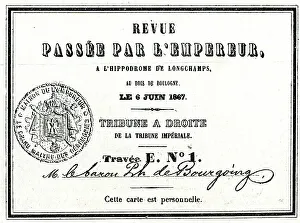 REVUE
PASSÉE PAR L'EMPEREUR,
A L'HIPPODROME DE LONGCHAMPS,
AU BOIS DE BOULOGNE,
LE 6 JUIN 1867.
TRIBUNE A DROITE
DE LA TRIBUNE IMPÉRIALE.
Travée E. N° 1.
M. le baron Ph. de Bourgoing
Cette carte est personnelle.